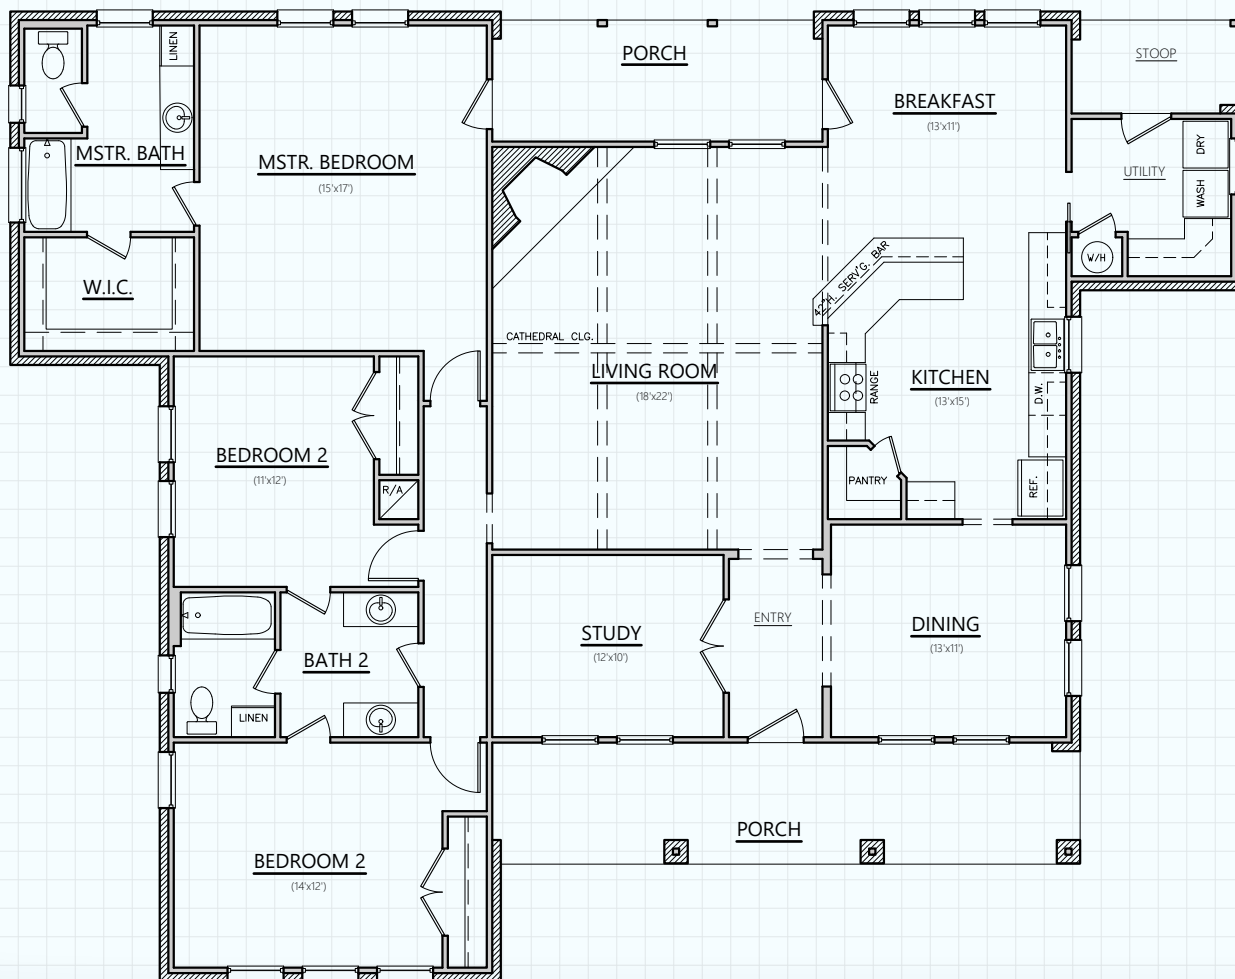 LINEN
PORCH
STOOP
BREAKFAST
(13'x11')
MSTR. BATH
MSTR. BEDROOM
(15'x17')
DRY
UTILITY
WASH
W/H
W.I.C.
42"H. SERV'G. BAR
CATHEDRAL CLG.
LIVING ROOM
(18'x22')
RANGE
KITCHEN
(13'x15')
D.W.
BEDROOM 2
(11'x12')
R/A
PANTRY
REF.
ENTRY
STUDY
(12'x10')
DINING
(13'x11')
BATH 2
LINEN
PORCH
BEDROOM 2
(14'x12')